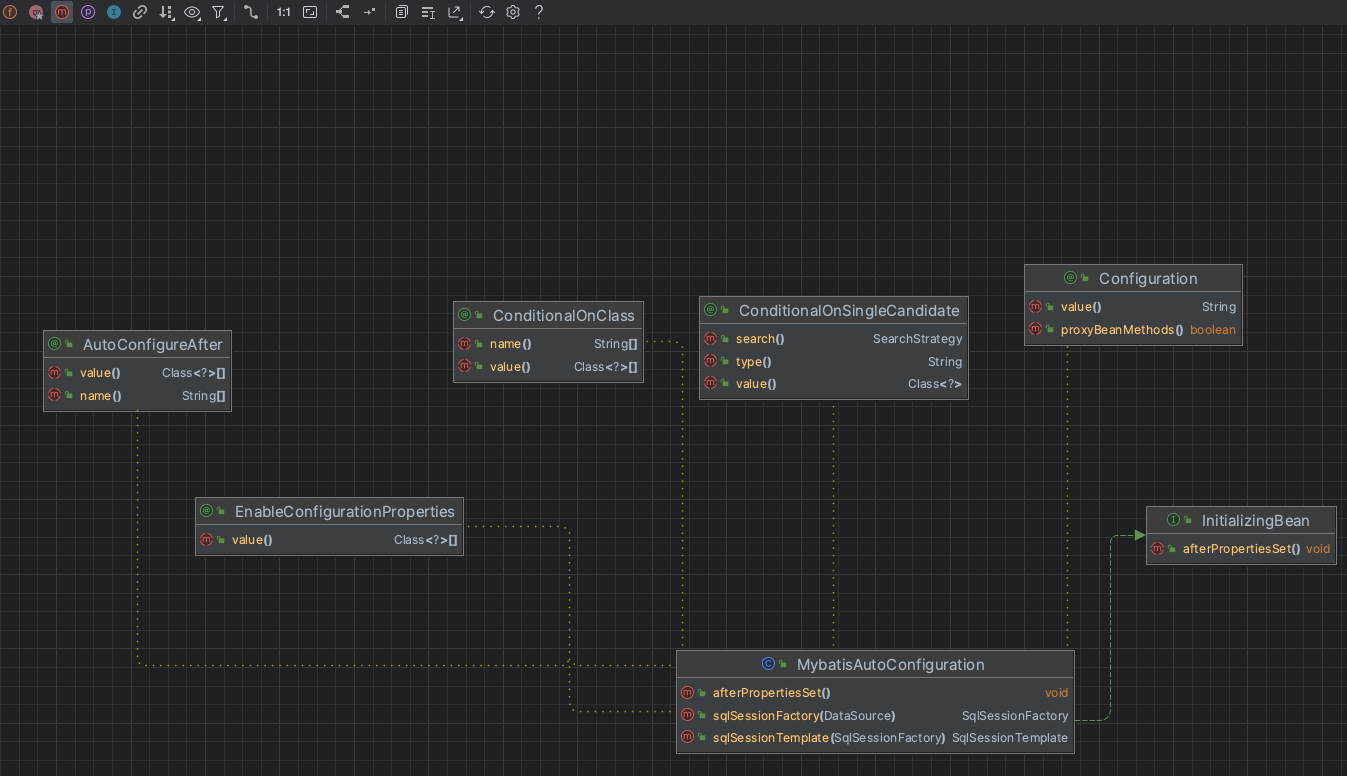 1:1
?
Configuration
value() String
proxyBeanMethods() boolean
ConditionalOnSingleCandidate
search() SearchStrategy
type() String
value() Class<?>
ConditionalOnClass
name() String[]
value() Class<?>[]
AutoConfigureAfter
value() Class<?>[]
name() String[]
EnableConfigurationProperties
value() Class<?>[]
InitializingBean
afterPropertiesSet() void
MybatisAutoConfiguration
afterPropertiesSet() void
sqlSessionFactory(DataSource) SqlSessionFactory
sqlSessionTemplate(SqlSessionFactory) SqlSessionTemplate